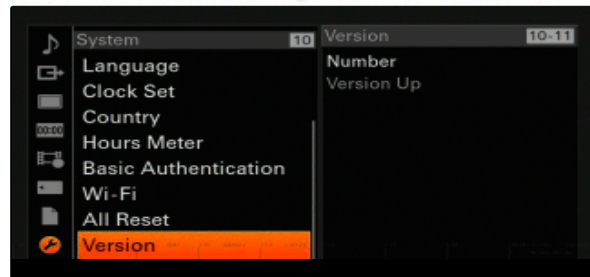 System 10
Language
Clock Set
Country
Hours Meter
Basic Authentication
Wi-Fi
All Reset
Version
Version 10-11
Number
Version Up
00:00